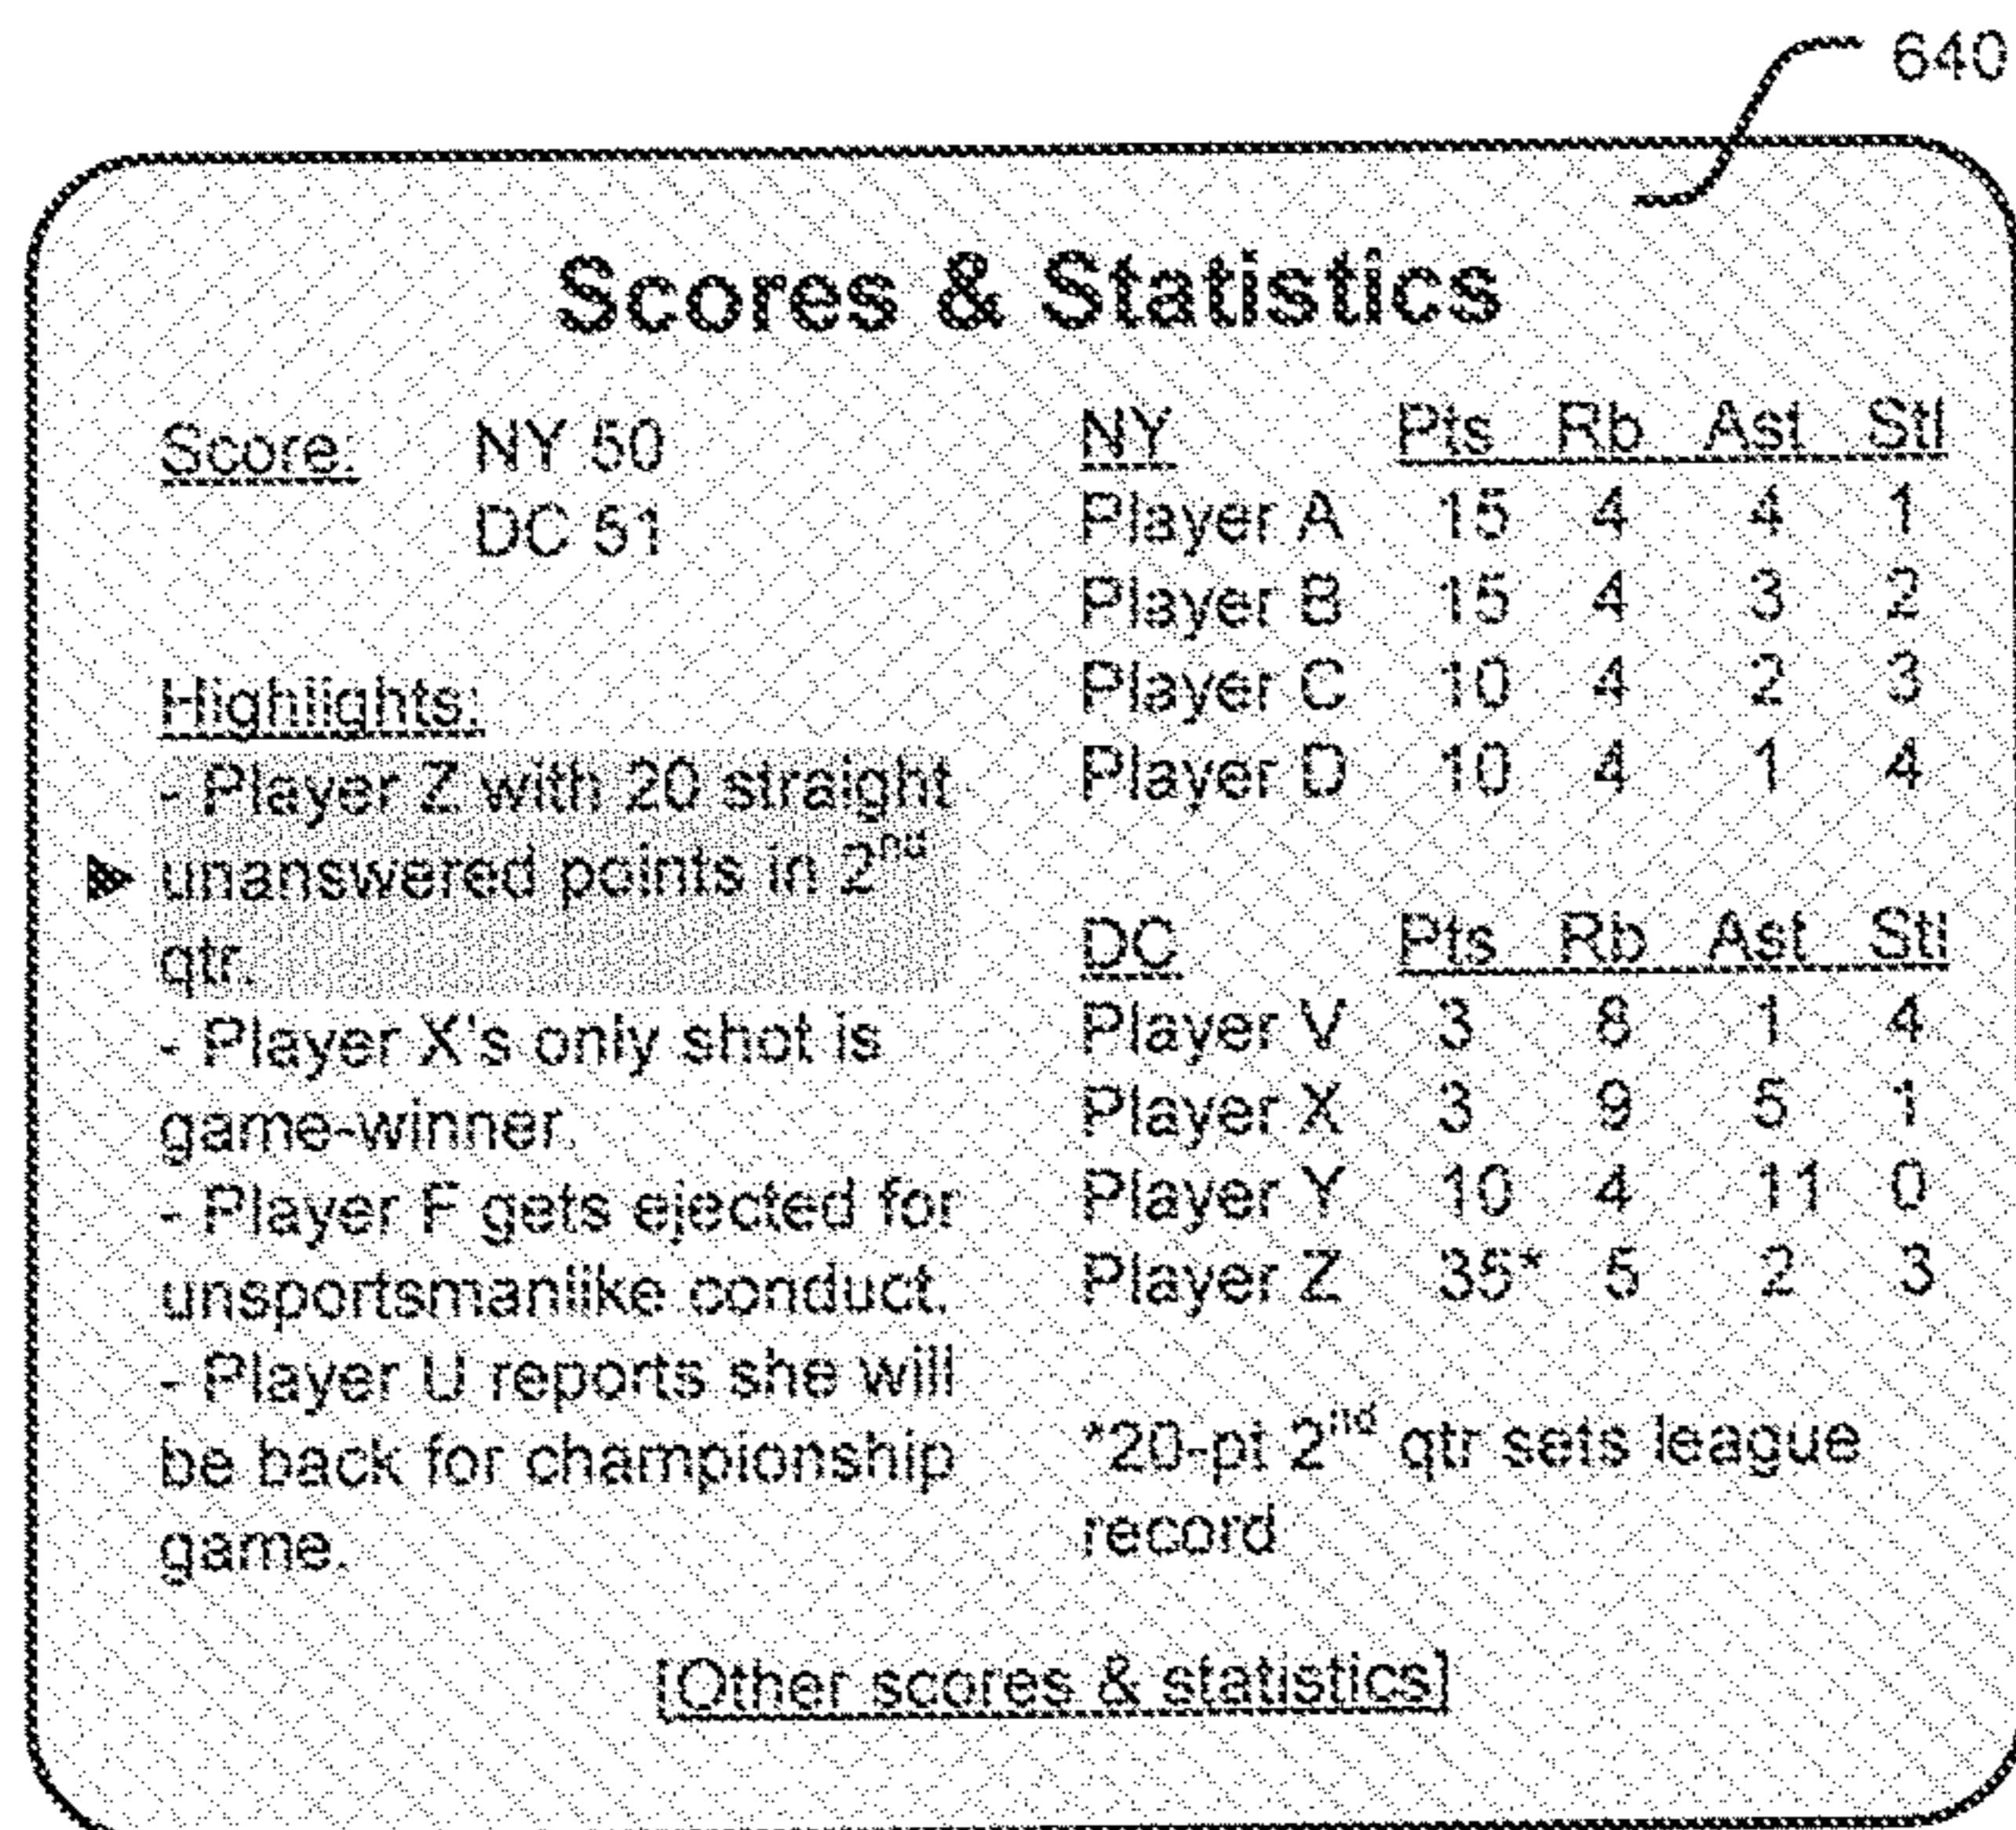 640
Scores & Statistics
Score: NY 50
DC 51
Highlights:
- Player Z with 20 straight
unanswered points in 2nd
qtr.
- Player X's only shot is
game-winner.
- Player F gets ejected for
unsportsmanlike conduct.
- Player U reports she will
be back for championship
game.
NY Pts Rb Ast Stl
Player A 15 4 4 1
Player B 15 4 3 2
Player C 10 4 2 3
Player D 10 4 1 4
DC Pts Rb Ast Stl
Player V 3 8 1 4
Player X 3 9 5 1
Player Y 10 4 11 0
Player Z 35* 5 2 3
*20-pt 2nd qtr sets league
record
[Other scores & statistics]